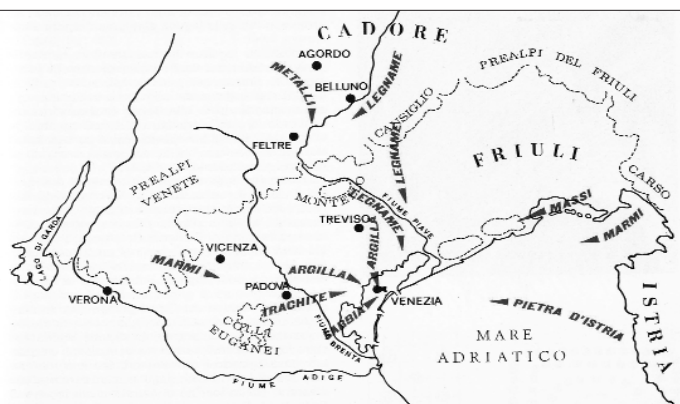 CADORE
AGORDO
PREALPI DEL FRIULI
METALLI
BELLUNO
LEGNAME
CANSIGLIO
FELTRE
LEGNAME
FRIULI
PREALPI
VENETE
CARSO
LEGNAME
FIUME PIAVE
MASSI
TREVISO
MARMI
ARGILLA
VICENZA
MARMI
LAGO DI GARDA
ARGILLA
PADOVA
VERONA
TRACHITE
VENEZIA
ISTRIA
PIETRA D'ISTRIA
COLLI
EUGANEI
FIUME BRENTA
MARE
ADRIATICO
FIUME ADIGE